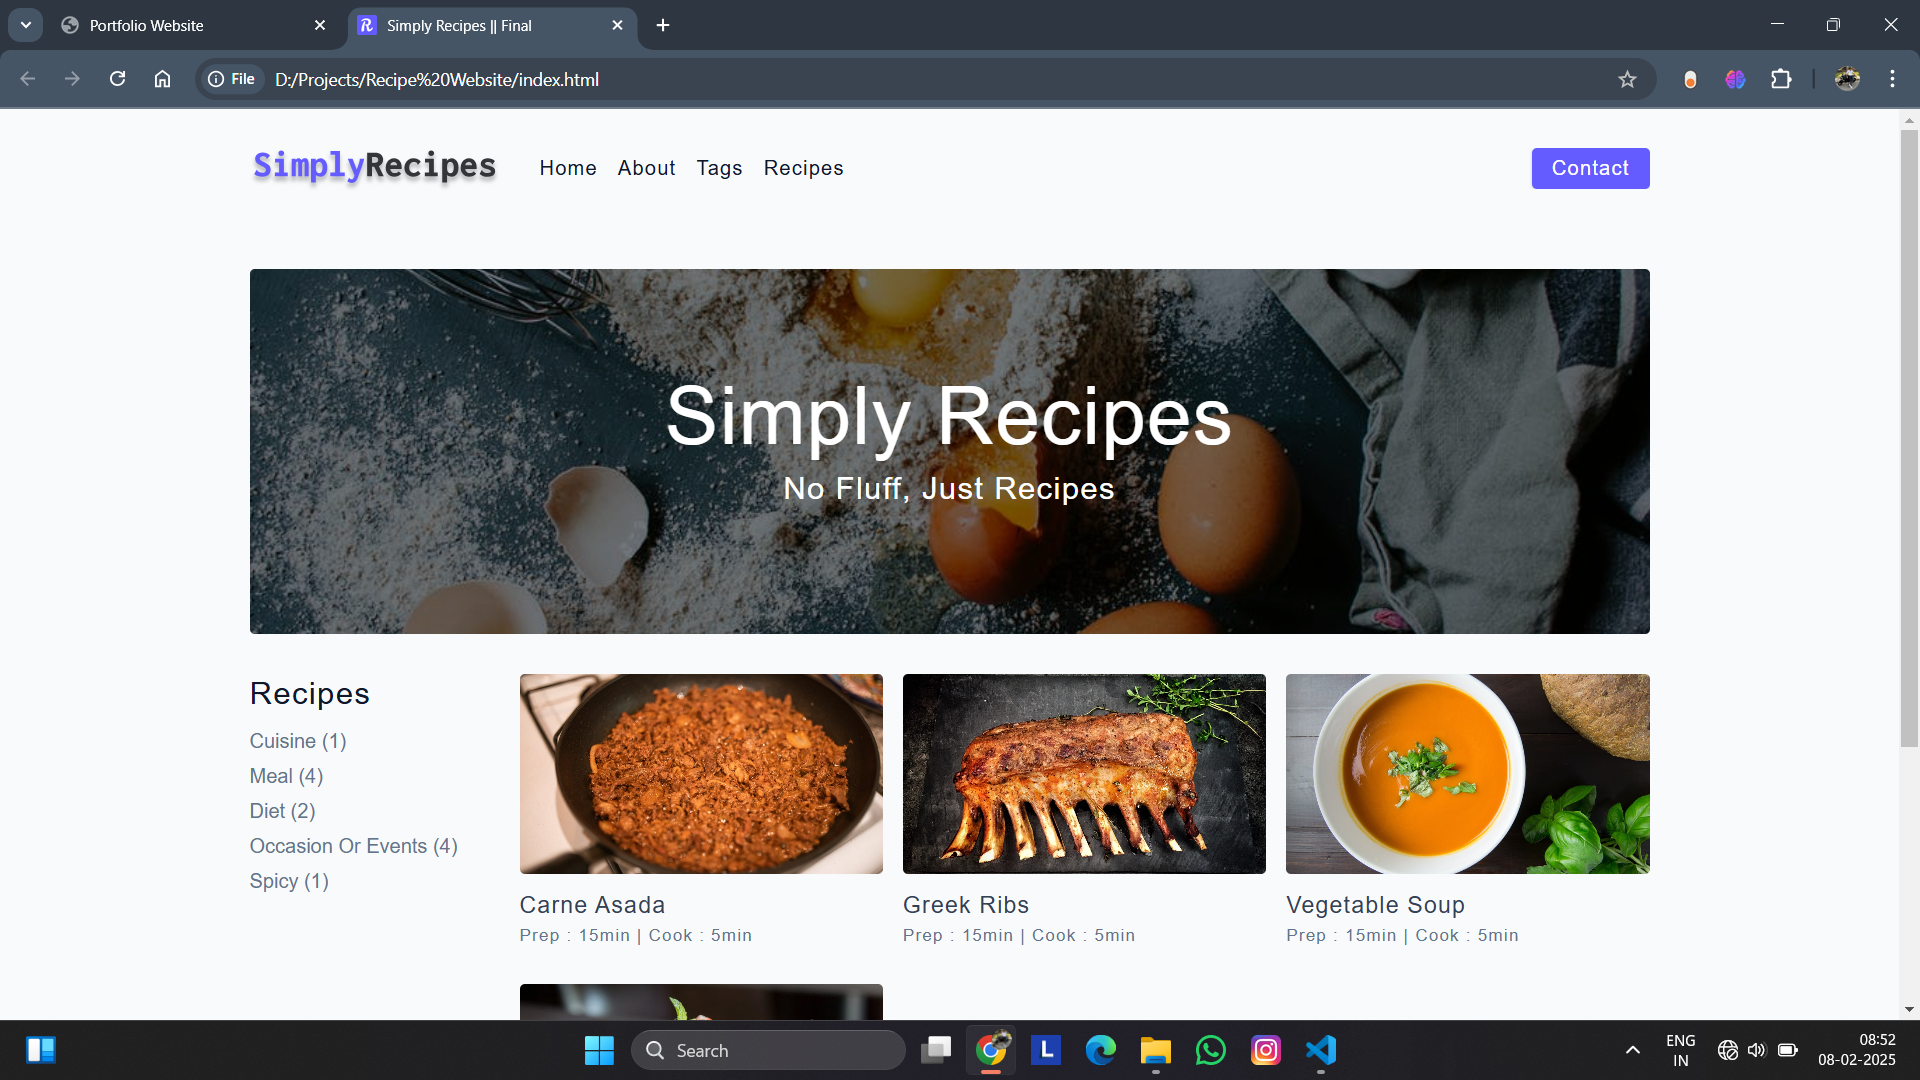 Portfolio Website
Simply Recipes || Final
File D:/Projects/Recipe%20Website/index.html
SimplyRecipes Home About Tags Recipes Contact
Simply Recipes
No Fluff, Just Recipes
Recipes
Cuisine (1)
Meal (4)
Diet (2)
Occasion Or Events (4)
Spicy (1)
Carne Asada
Prep : 15min | Cook : 5min
Greek Ribs
Prep : 15min | Cook : 5min
Vegetable Soup
Prep : 15min | Cook : 5min
Search
L
ENG
IN
08:52
08-02-2025